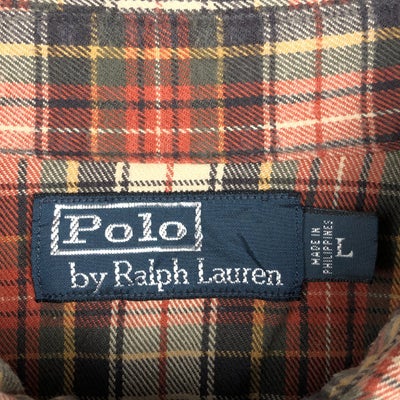 Polo
by Ralph Lauren
MADE IN
PHILIPPINES
L